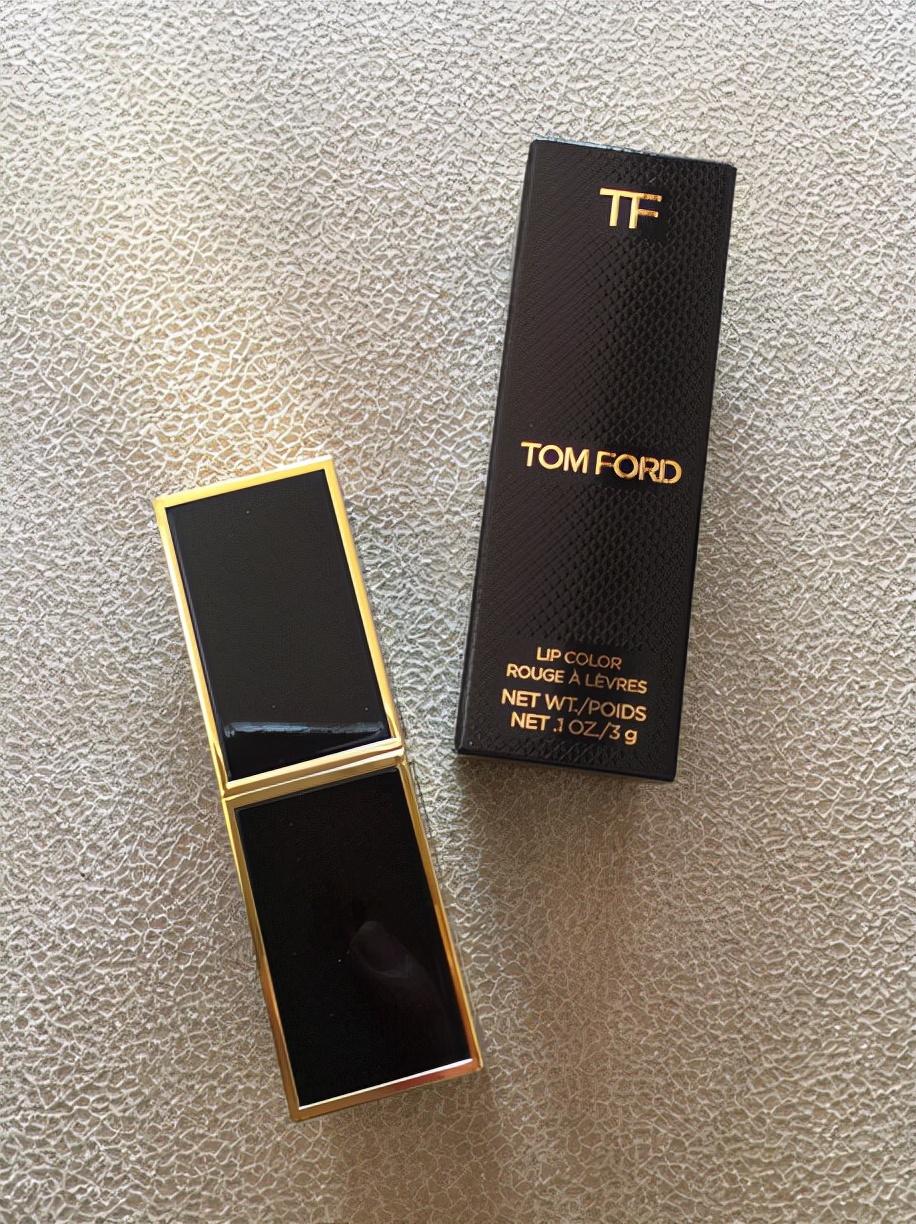 TF
TOM FORD
LIP COLOR
ROUGE À LÈVRES
NET WT./POIDS
NET .1 OZ./3 g